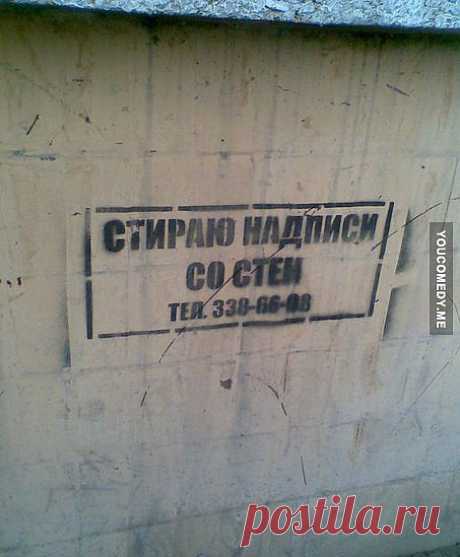 СТИРАЮ НАДПИСИ
СО СТЕН
ТЕЛ. 338-66-08
YOUCOMEDY.ME
postila.ru